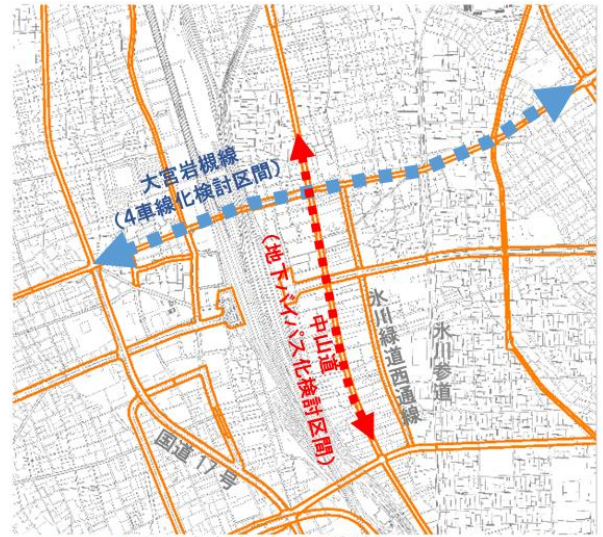 大宮岩槻線
（4車線化検討区間）
中山道
（地下バイパス化検討区間）
氷川緑道西通線
氷川参道
国道17号